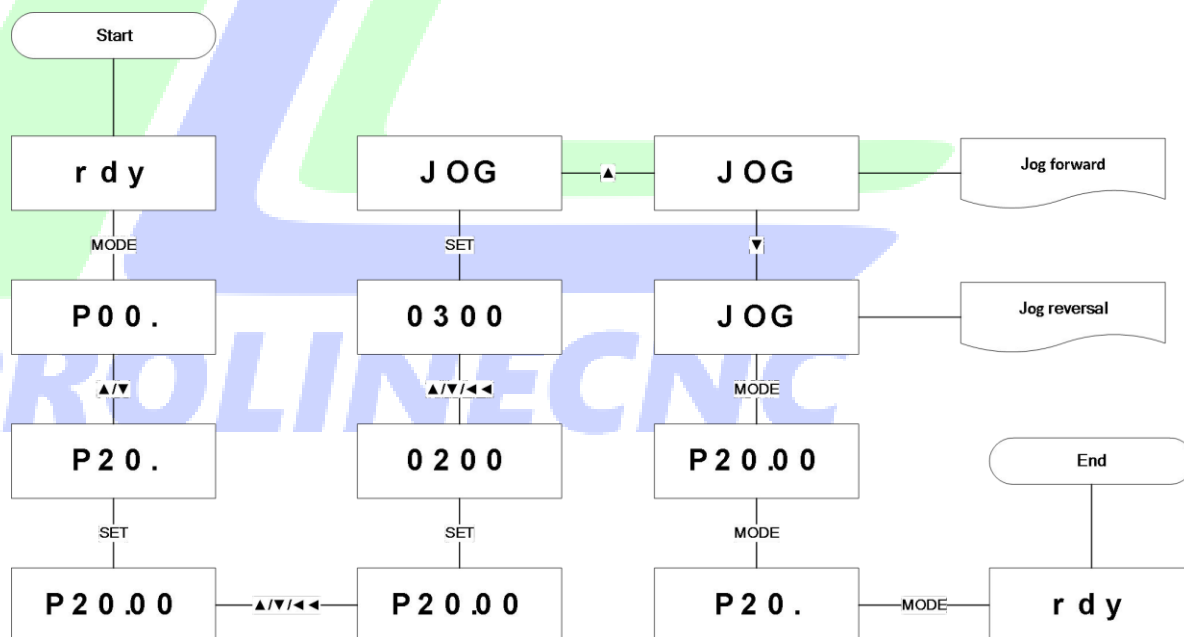 Start
rdy
MODE
P00.
▲/▼
P20.
SET
P20.00
▲/▼/◄◄
P20.00
SET
0200
▲/▼/◄◄
0300
SET
JOG
▲
JOG
Jog forward
▼
JOG
Jog reversal
MODE
P20.00
MODE
P20.
MODE
rdy
End
ROLINECNC